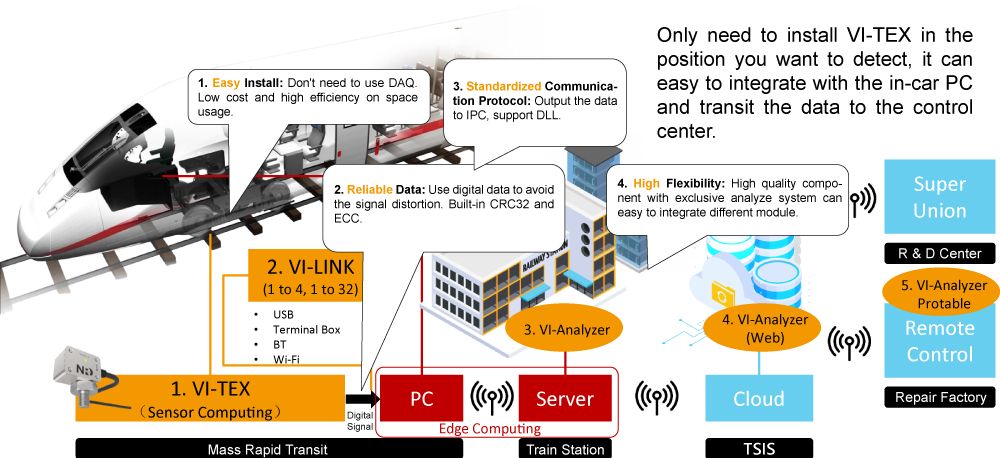 Only need to install VI-TEX in the
position you want to detect, it can
easy to integrate with the in-car PC
and transit the data to the control
center.
1. Easy Install: Don't need to use DAQ.
Low cost and high efficiency on space
usage.
3. Standardized Communica-
tion Protocol: Output the data
to IPC, support DLL.
2. Reliable Data: Use digital data to avoid
the signal distortion. Built-in CRC32 and
ECC.
4. High Flexibility: High quality compo-
nent with exclusive analyze system can
easy to integrate different module.
Super
Union
R & D Center
2. VI-LINK
(1 to 4, 1 to 32)
• USB
• Terminal Box
• BT
• Wi-Fi
RAILWAY STATION
3. VI-Analyzer
4. VI-Analyzer
(Web)
5. VI-Analyzer
Protable
Remote
Control
Repair Factory
1. VI-TEX
(Sensor Computing)
Digital
Signal
PC
Server
Edge Computing
Cloud
Mass Rapid Transit
Train Station
TSIS